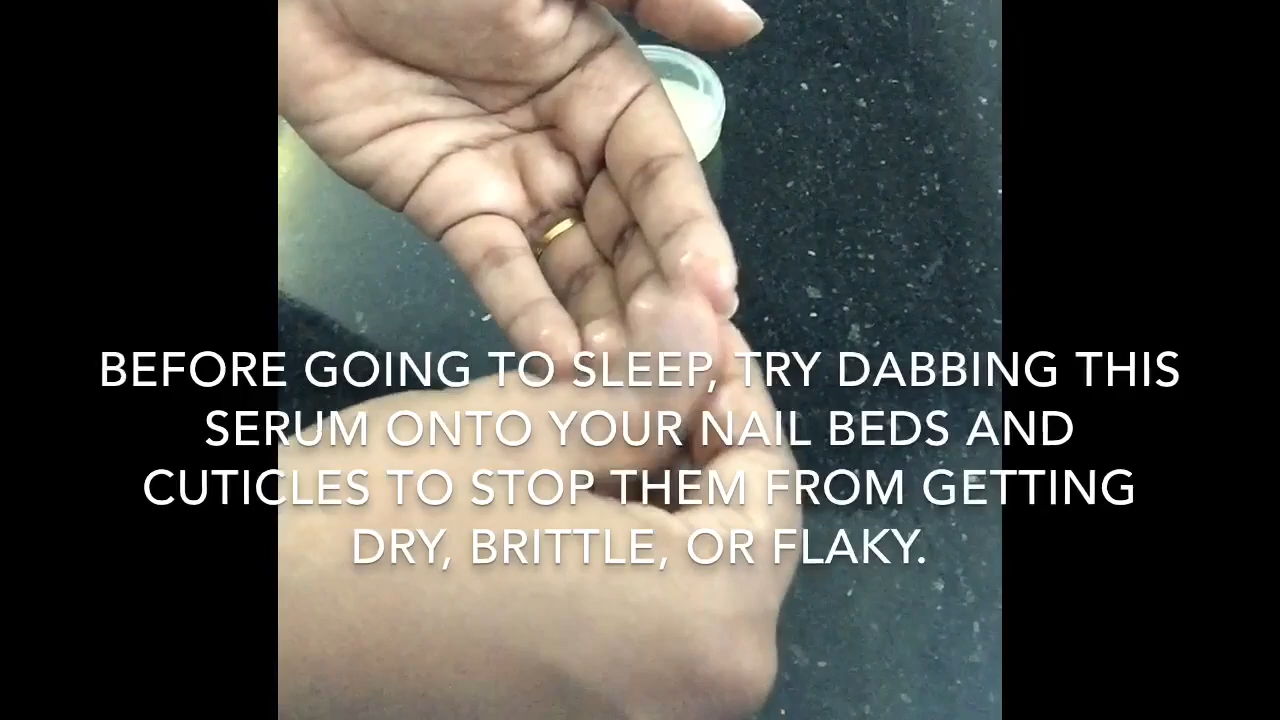 BEFORE GOING TO SLEEP, TRY DABBING THIS
SERUM ONTO YOUR NAIL BEDS AND
CUTICLES TO STOP THEM FROM GETTING
DRY, BRITTLE, OR FLAKY.